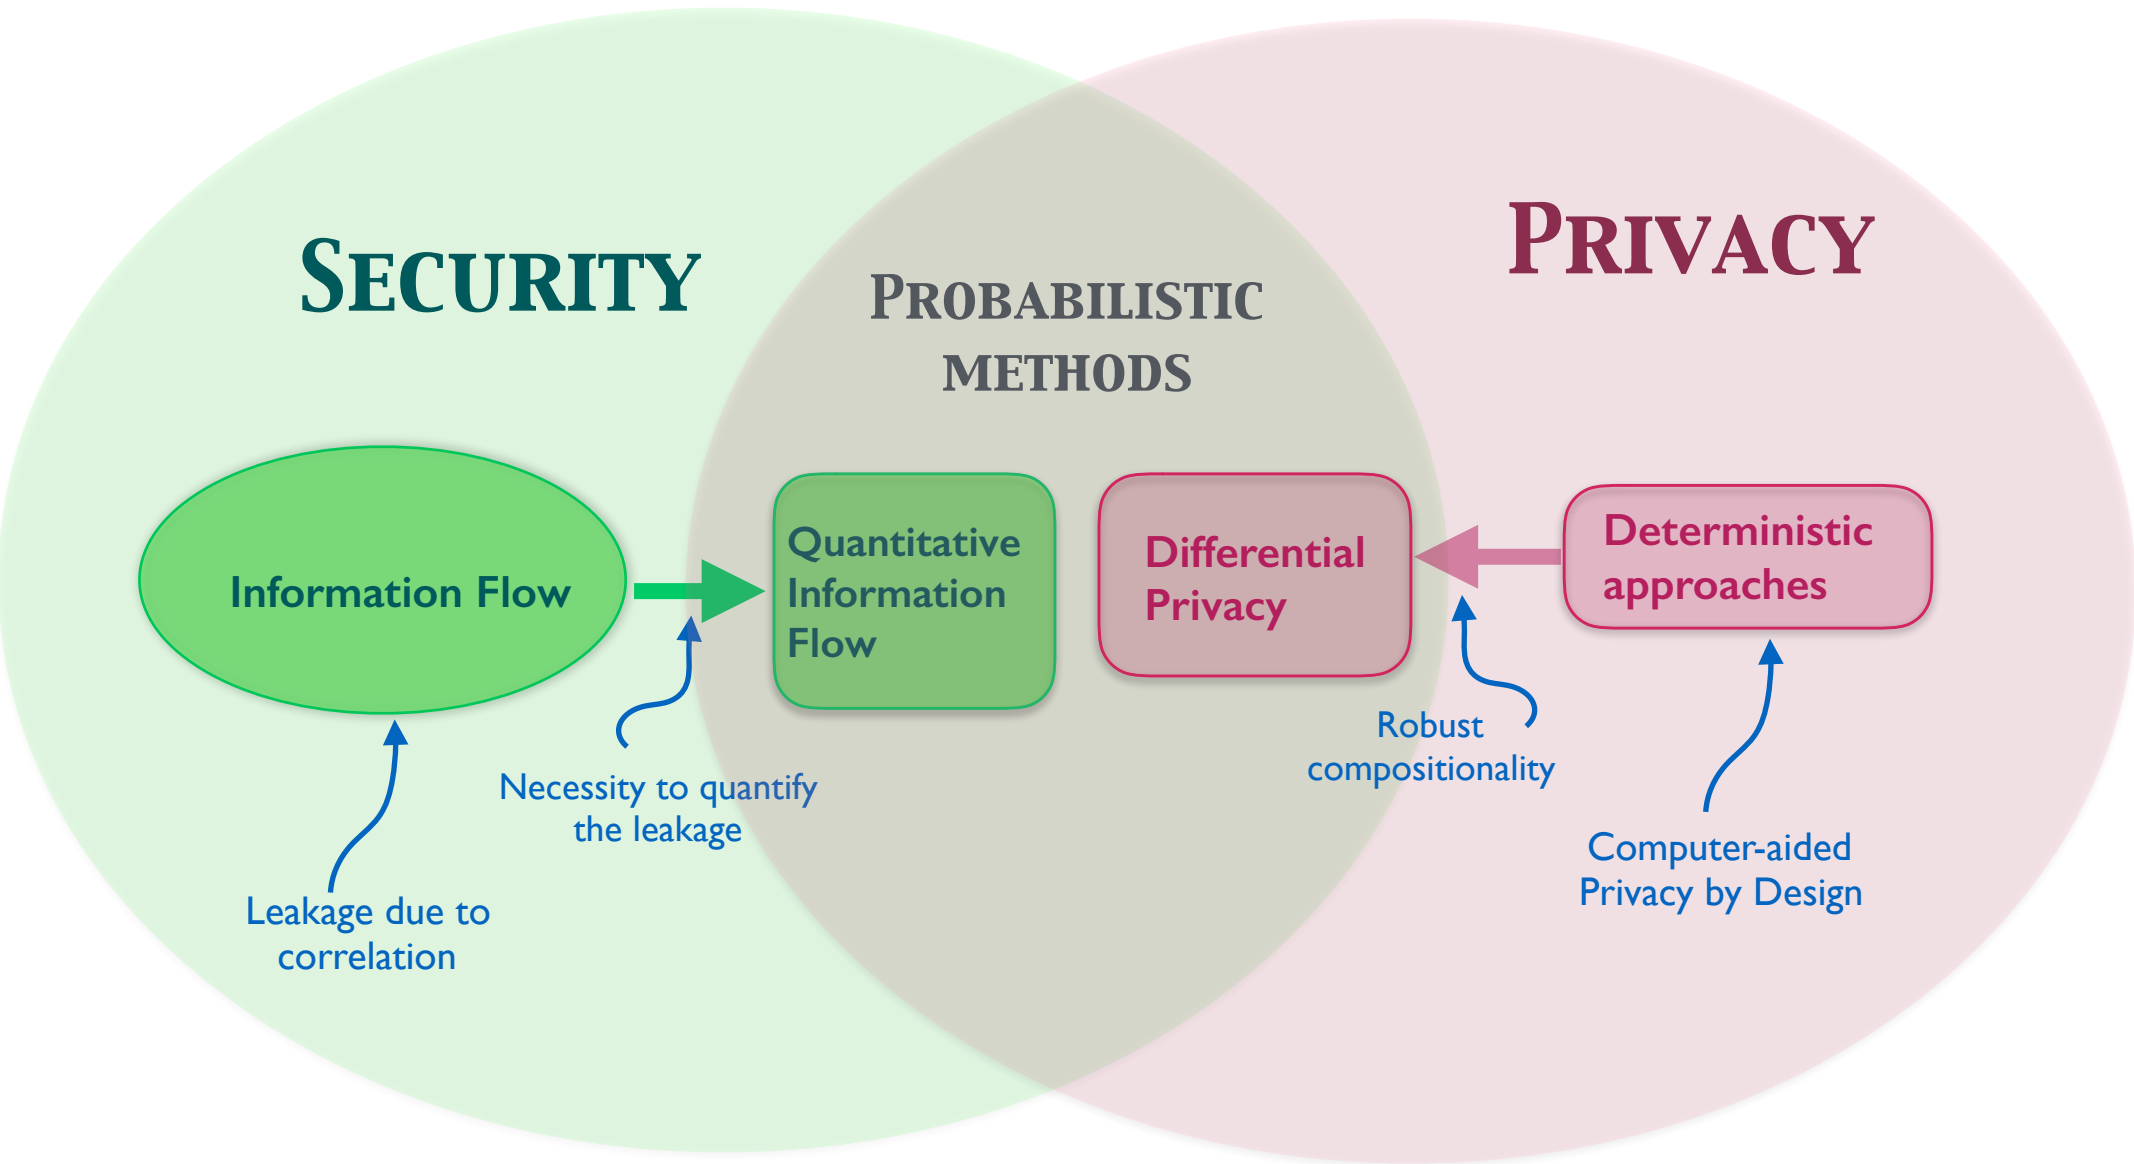 SECURITY
PRIVACY
PROBABILISTIC
METHODS
Information Flow
Quantitative
Information
Flow
Differential
Privacy
Deterministic
approaches
Leakage due to
correlation
Necessity to quantify
the leakage
Robust
compositionality
Computer-aided
Privacy by Design